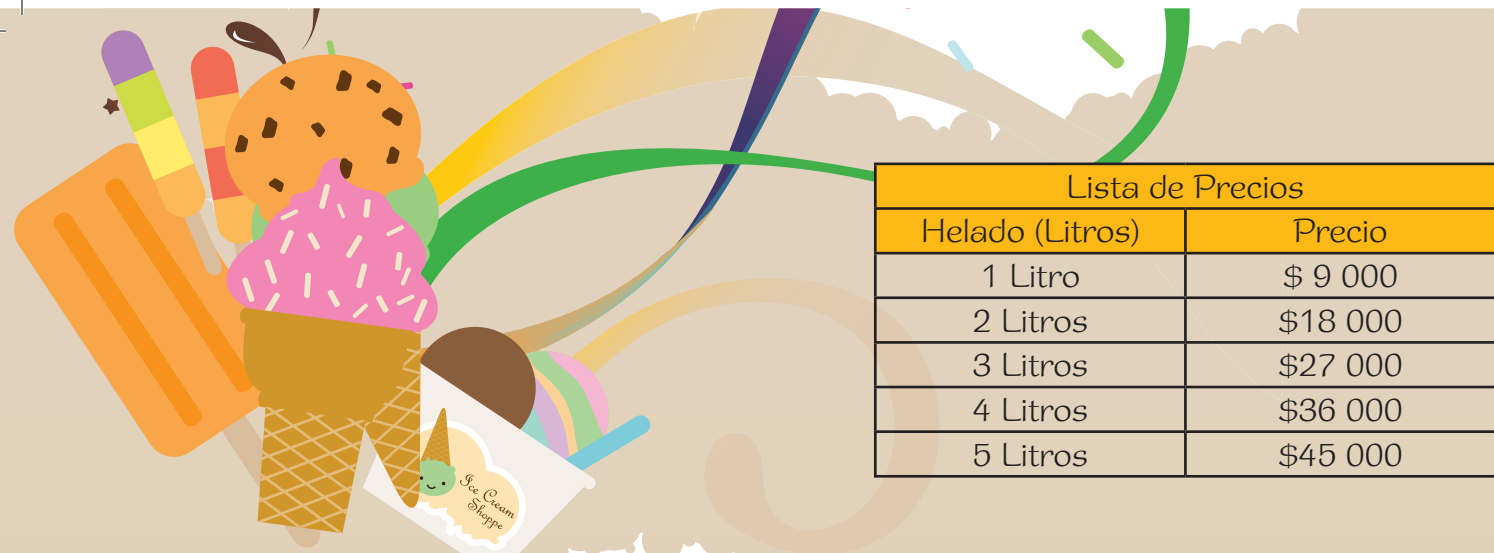 Lista de Precios
Helado (Litros) Precio
1 Litro $ 9 000
2 Litros $18 000
3 Litros $27 000
4 Litros $36 000
5 Litros $45 000
Ice Cream
Shoppe